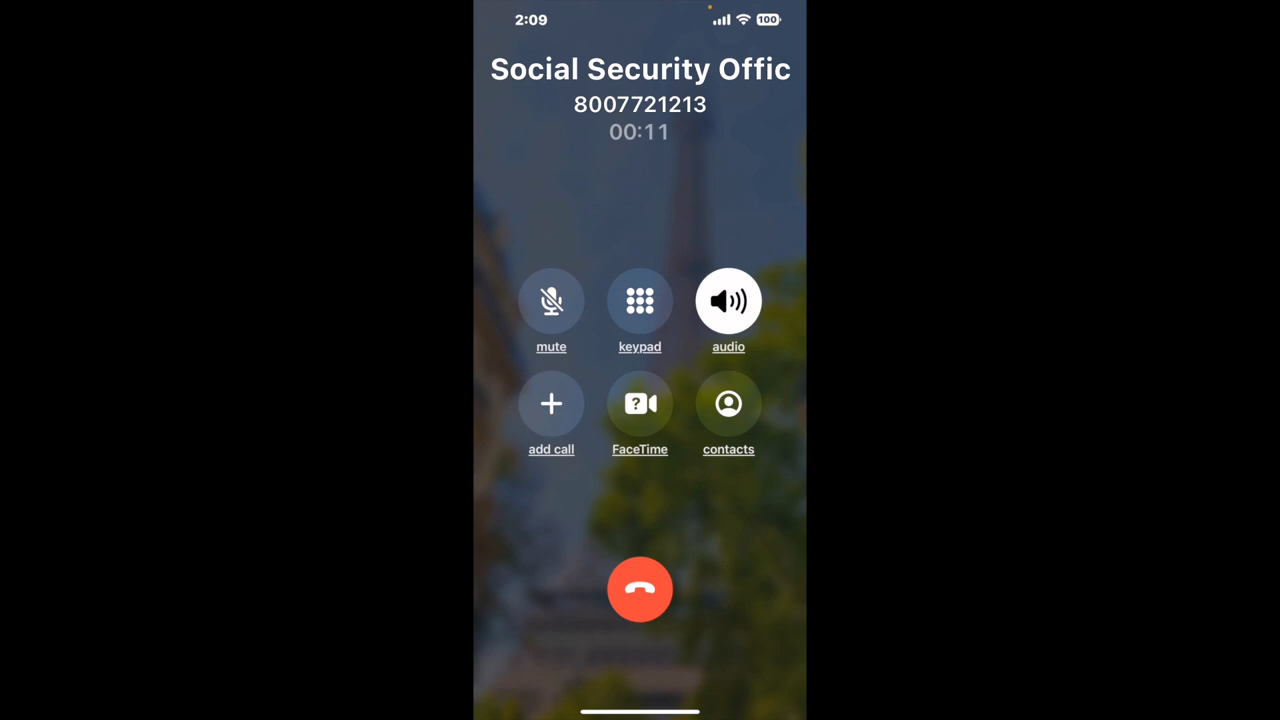 2:09
100
Social Security Offic
8007721213
00:11
mute
keypad
audio
add call
?
FaceTime
contacts